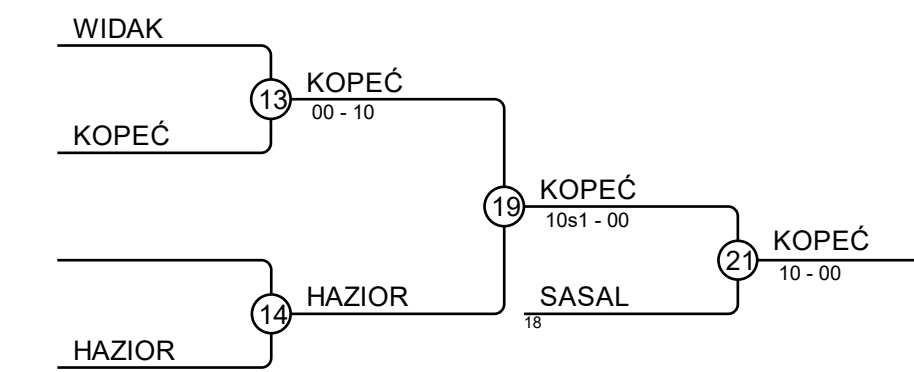 WIDAK
13
KOPEĆ
00 - 10
KOPEĆ
19
KOPEĆ
10s1 - 00
21
KOPEĆ
10 - 00
14
HAZIOR
SASAL
18
HAZIOR